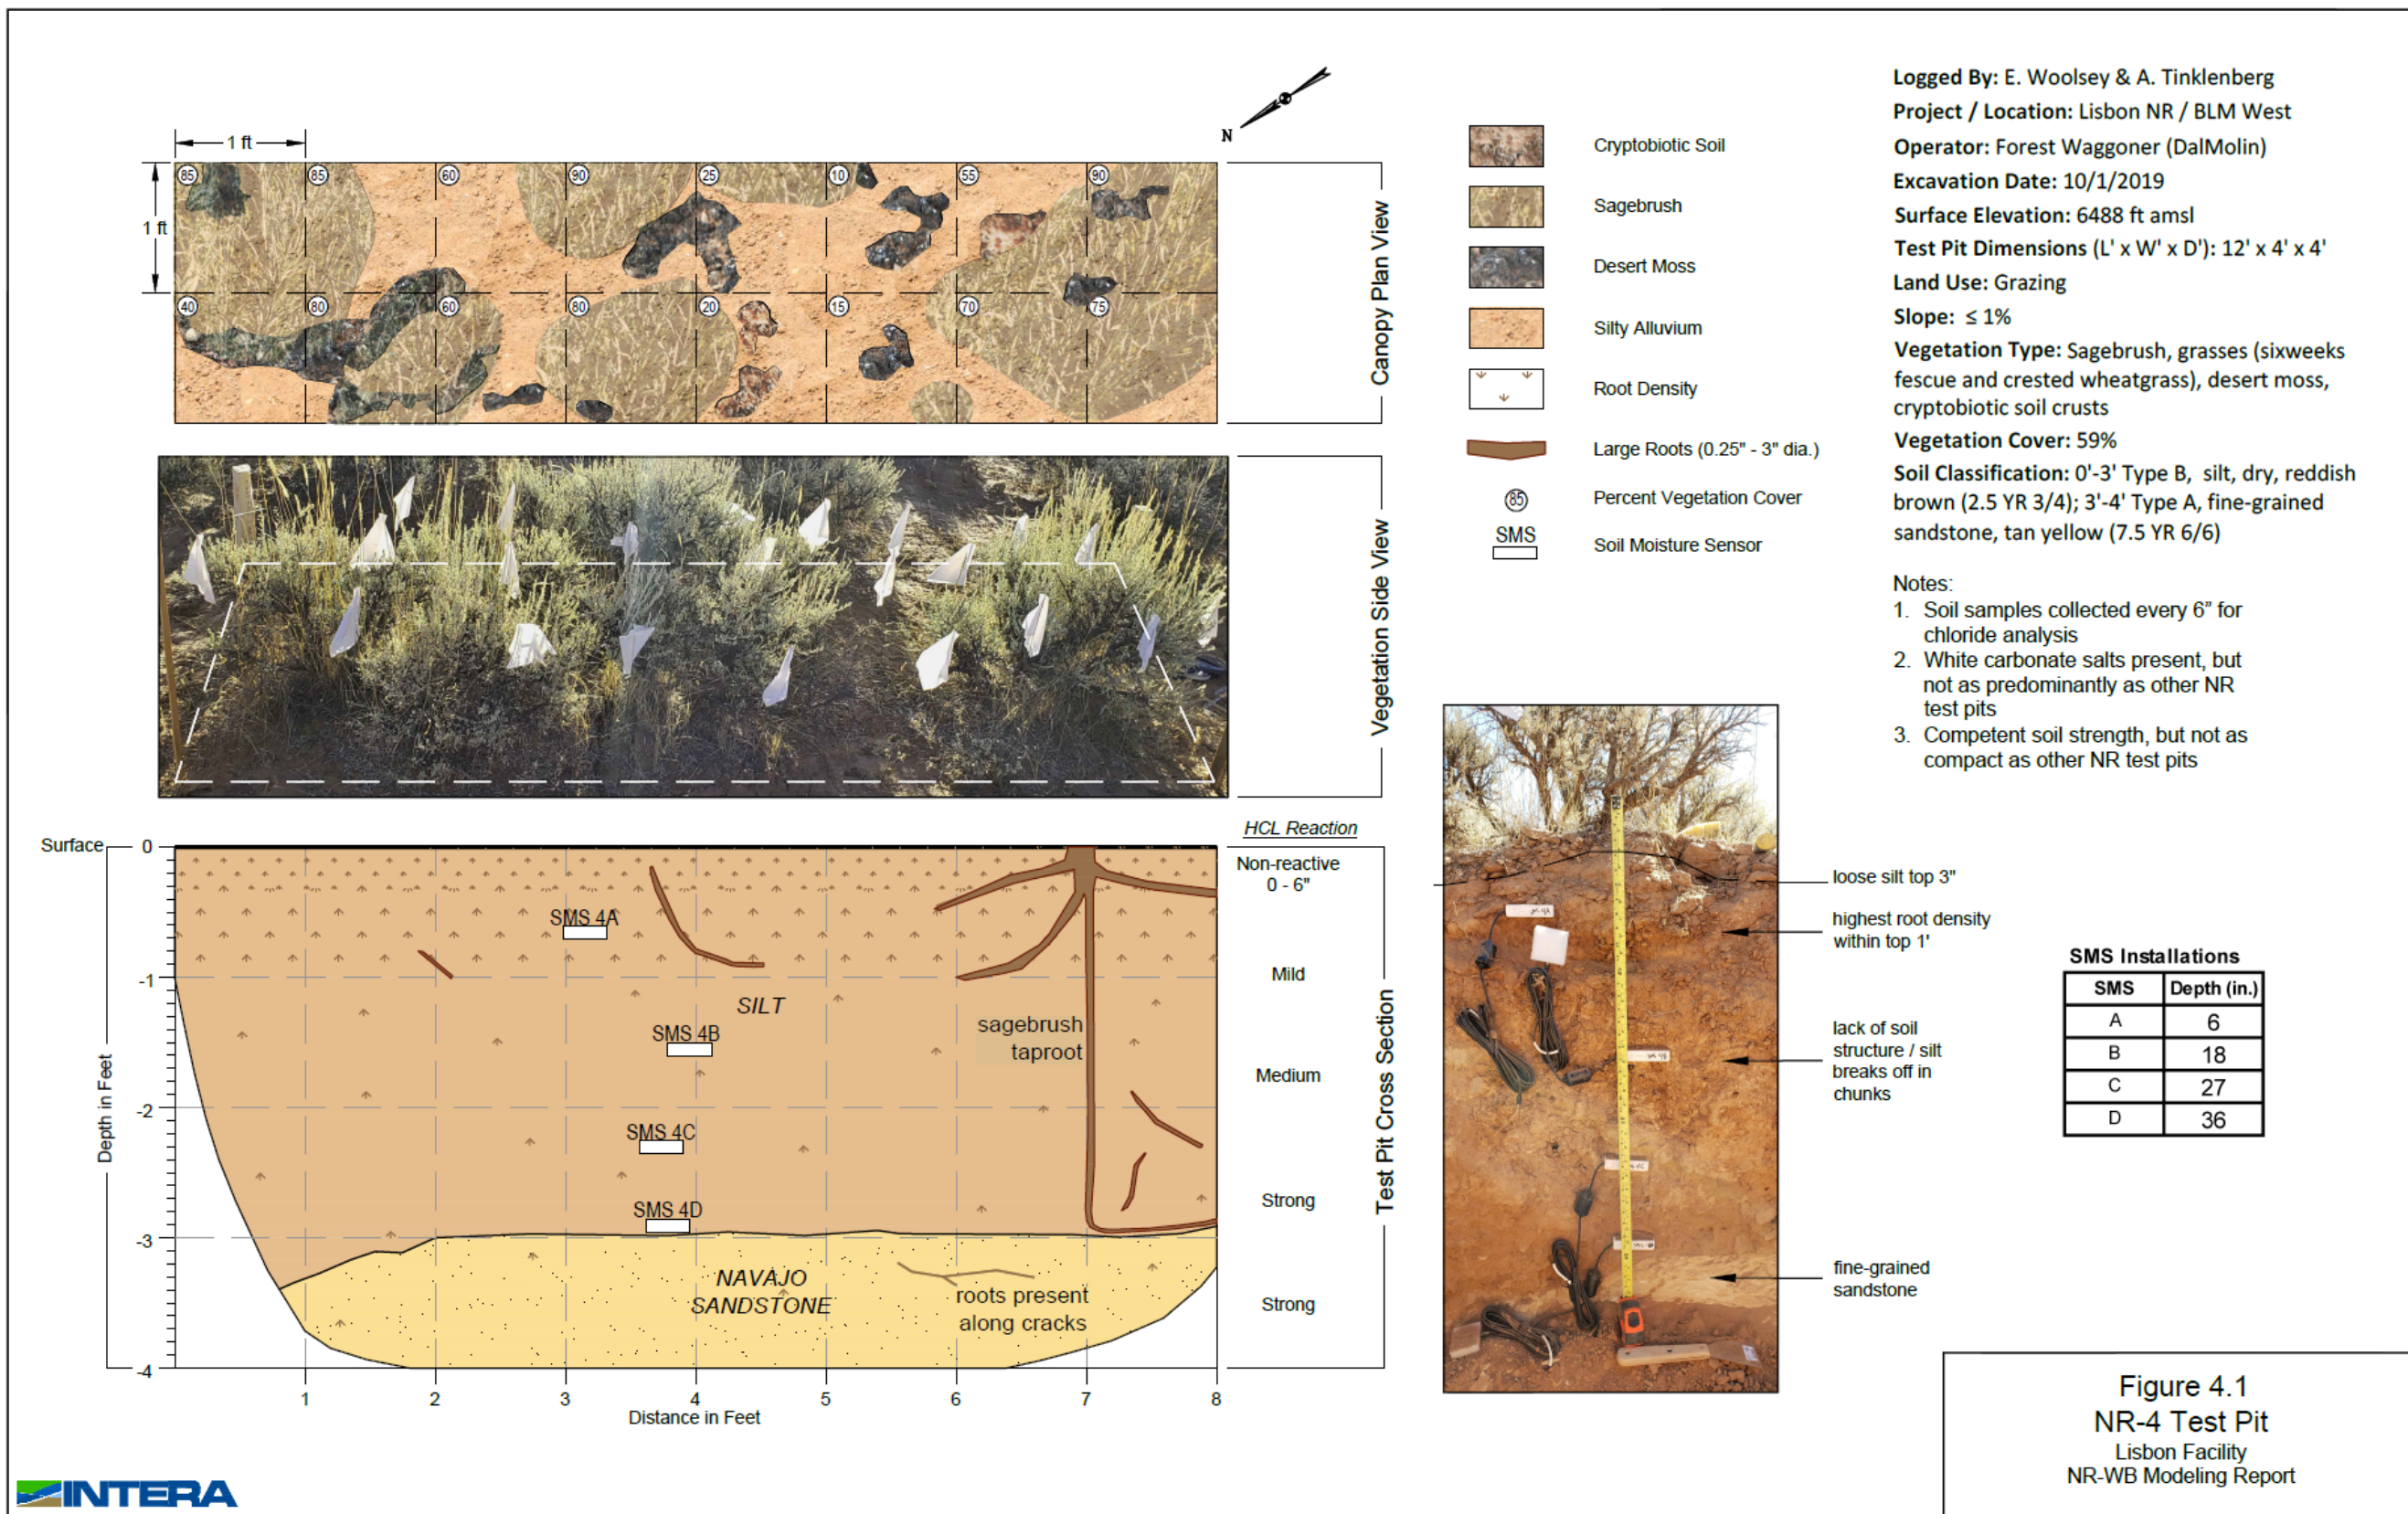 1 ft
1 ft
N
85
85
60
90
25
10
55
90
40
80
60
80
20
15
70
75
Canopy Plan View
Vegetation Side View
Cryptobiotic Soil
Sagebrush
Desert Moss
Silty Alluvium
Root Density
Large Roots (0.25" - 3" dia.)
85
Percent Vegetation Cover
SMS
Soil Moisture Sensor
Logged By: E. Woolsey & A. Tinklenberg
Project / Location: Lisbon NR / BLM West
Operator: Forest Waggoner (DalMolin)
Excavation Date: 10/1/2019
Surface Elevation: 6488 ft amsl
Test Pit Dimensions (L' x W' x D'): 12' x 4' x 4'
Land Use: Grazing
Slope: ≤ 1%
Vegetation Type: Sagebrush, grasses (sixweeks
fescue and crested wheatgrass), desert moss,
cryptobiotic soil crusts
Vegetation Cover: 59%
Soil Classification: 0'-3' Type B, silt, dry, reddish
brown (2.5 YR 3/4); 3'-4' Type A, fine-grained
sandstone, tan yellow (7.5 YR 6/6)
Notes:
1. Soil samples collected every 6” for
chloride analysis
2. White carbonate salts present, but
not as predominantly as other NR
test pits
3. Competent soil strength, but not as
compact as other NR test pits
Surface
0
-1
-2
-3
-4
Depth in Feet
SMS 4A
SILT
SMS 4B
sagebrush
taproot
SMS 4C
SMS 4D
NAVAJO
SANDSTONE
roots present
along cracks
1
2
3
4
5
6
7
8
Distance in Feet
HCL Reaction
Non-reactive
0 - 6"
Mild
Medium
Strong
Strong
Test Pit Cross Section
loose silt top 3"
highest root density
within top 1'
lack of soil
structure / silt
breaks off in
chunks
fine-grained
sandstone
SMS Installations
SMS Depth (in.)
A 6
B 18
C 27
D 36
Figure 4.1
NR-4 Test Pit
Lisbon Facility
NR-WB Modeling Report
INTERA